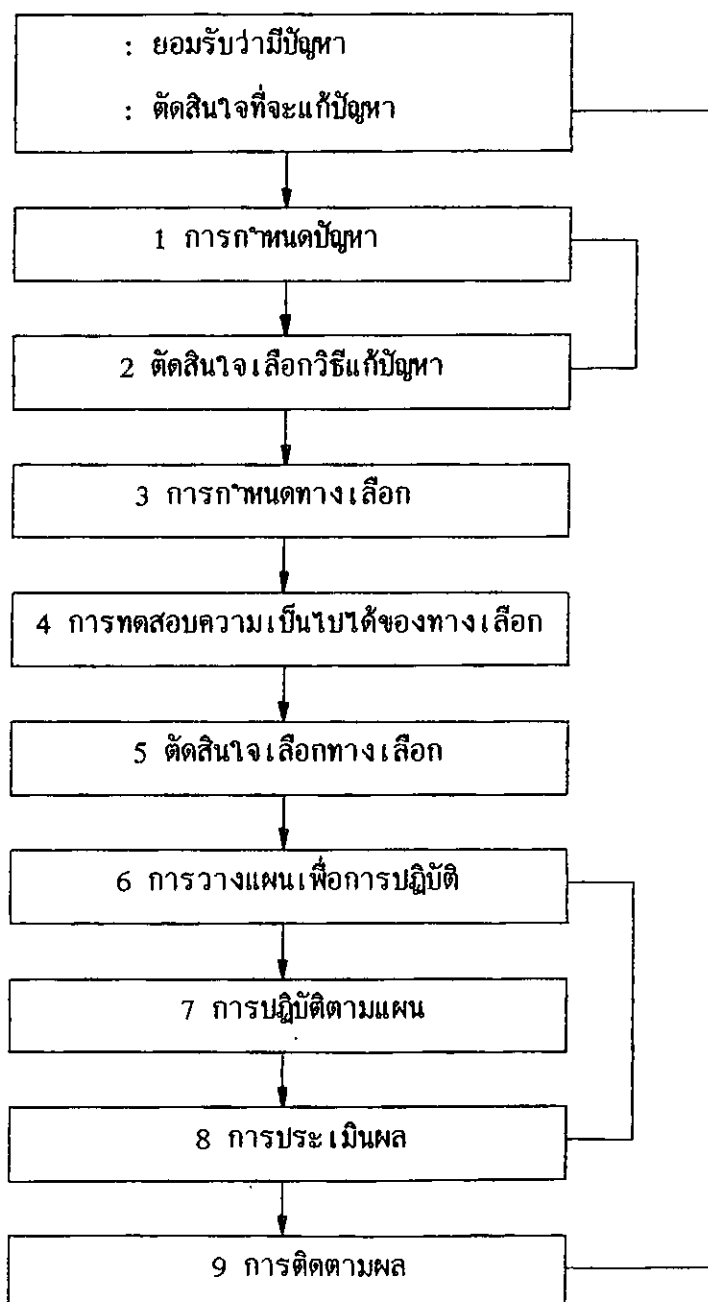 : ยอมรับว่ามีปัญหา
: ตัดสินใจที่จะแก้ปัญหา
1 การกำหนดปัญหา
2 ตัดสินใจเลือกวิธีแก้ปัญหา
3 การกำหนดทางเลือก
4 การทดสอบความเป็นไปได้ของทางเลือก
5 ตัดสินใจเลือกทางเลือก
6 การวางแผนเพื่อการปฏิบัติ
7 การปฏิบัติตามแผน
8 การประเมินผล
9 การติดตามผล